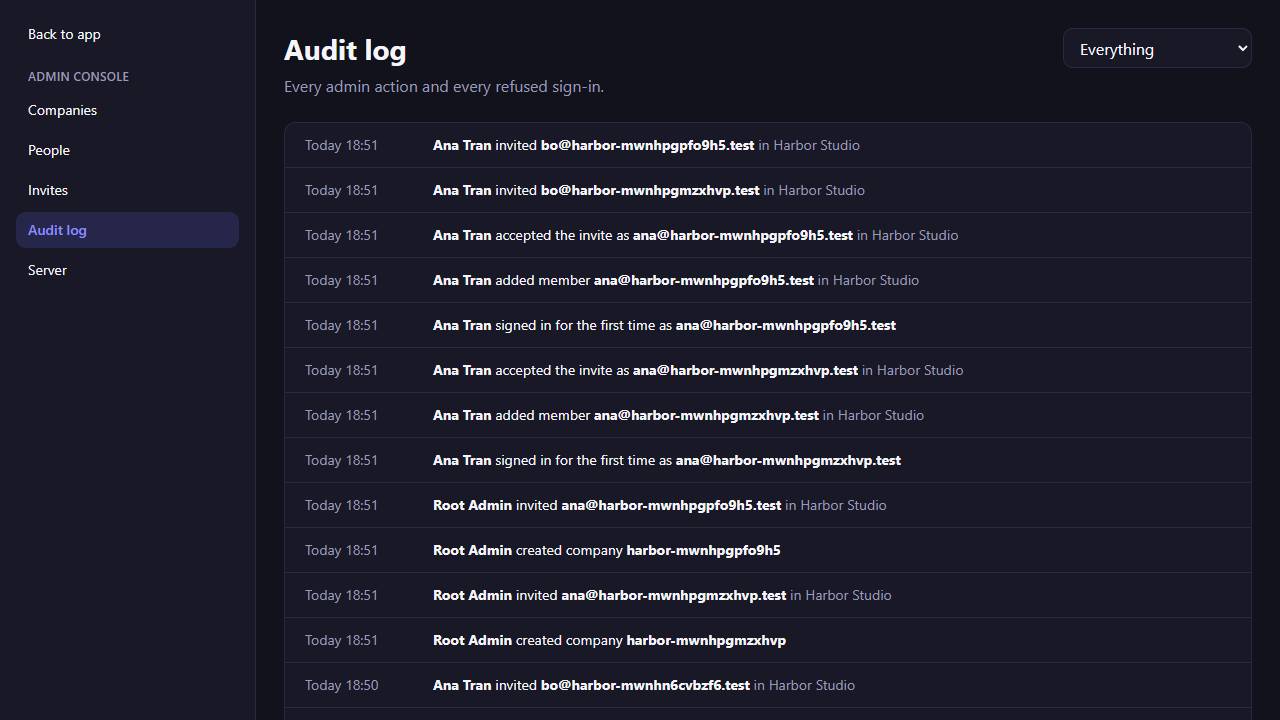 Back to app
ADMIN CONSOLE
Companies
People
Invites
Audit log
Server
Audit log
Everything
Every admin action and every refused sign-in.
Today 18:51 Ana Tran invited bo@harbor-mwnhpgpfo9h5.test in Harbor Studio
Today 18:51 Ana Tran invited bo@harbor-mwnhpgmzxhvp.test in Harbor Studio
Today 18:51 Ana Tran accepted the invite as ana@harbor-mwnhpgpfo9h5.test in Harbor Studio
Today 18:51 Ana Tran added member ana@harbor-mwnhpgpfo9h5.test in Harbor Studio
Today 18:51 Ana Tran signed in for the first time as ana@harbor-mwnhpgpfo9h5.test
Today 18:51 Ana Tran accepted the invite as ana@harbor-mwnhpgmzxhvp.test in Harbor Studio
Today 18:51 Ana Tran added member ana@harbor-mwnhpgmzxhvp.test in Harbor Studio
Today 18:51 Ana Tran signed in for the first time as ana@harbor-mwnhpgmzxhvp.test
Today 18:51 Root Admin invited ana@harbor-mwnhpgpfo9h5.test in Harbor Studio
Today 18:51 Root Admin created company harbor-mwnhpgpfo9h5
Today 18:51 Root Admin invited ana@harbor-mwnhpgmzxhvp.test in Harbor Studio
Today 18:51 Root Admin created company harbor-mwnhpgmzxhvp
Today 18:50 Ana Tran invited bo@harbor-mwnhn6cvbzf6.test in Harbor Studio